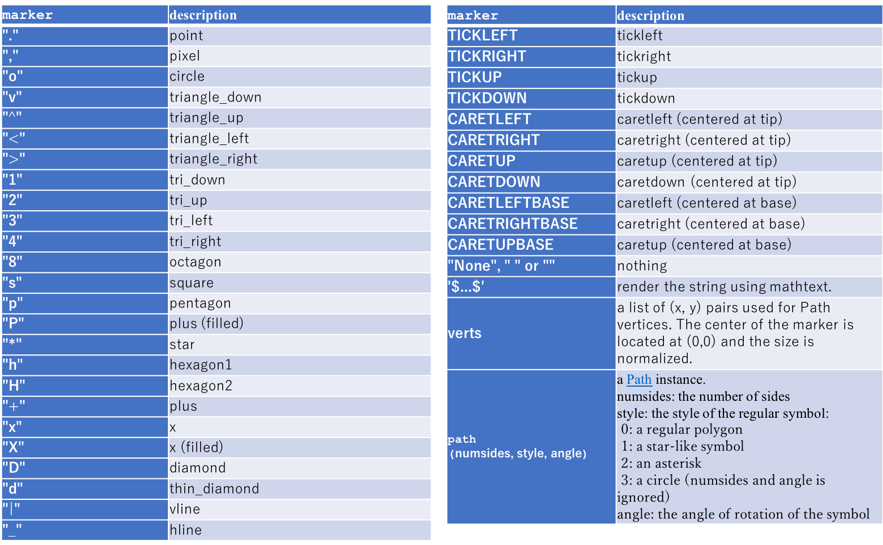 marker description
"." point
"," pixel
"o" circle
"v" triangle_down
"^" triangle_up
"<" triangle_left
">" triangle_right
"1" tri_down
"2" tri_up
"3" tri_left
"4" tri_right
"8" octagon
"s" square
"p" pentagon
"P" plus (filled)
"*" star
"h" hexagon1
"H" hexagon2
"+" plus
"x" x
"X" x (filled)
"D" diamond
"d" thin_diamond
"|" vline
"_" hline
marker description
TICKLEFT tickleft
TICKRIGHT tickright
TICKUP tickup
TICKDOWN tickdown
CARETLEFT caretleft (centered at tip)
CARETRIGHT caretright (centered at tip)
CARETUP caretup (centered at tip)
CARETDOWN caretdown (centered at tip)
CARETLEFTBASE caretleft (centered at base)
CARETRIGHTBASE caretright (centered at base)
CARETUPBASE caretup (centered at base)
"None", " " or "" nothing
'$...$' render the string using mathtext.
verts
a list of (x, y) pairs used for Path
vertices. The center of the marker is
located at (0,0) and the size is
normalized.
path
(numsides, style, angle)
a Path instance.
numsides: the number of sides
style: the style of the regular symbol:
0: a regular polygon
1: a star-like symbol
2: an asterisk
3: a circle (numsides and angle is
ignored)
angle: the angle of rotation of the symbol